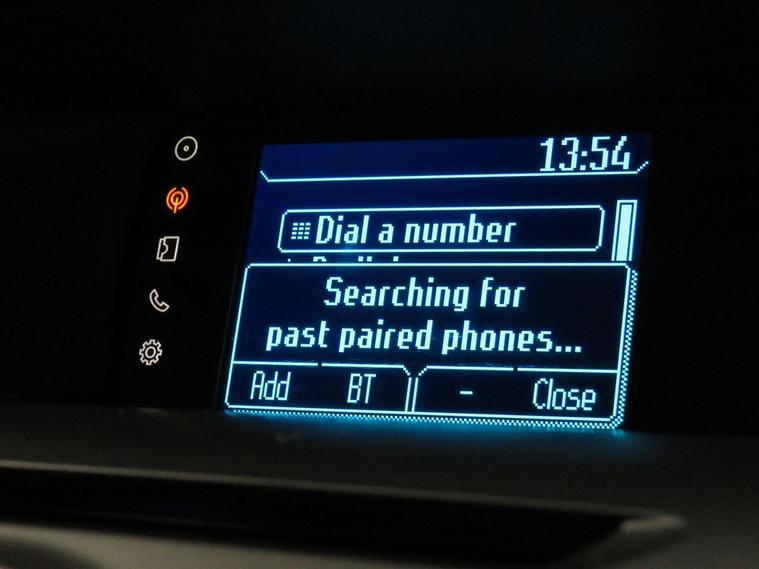 13:54
Dial a number
Searching for
past paired phones...
Add BT - Close